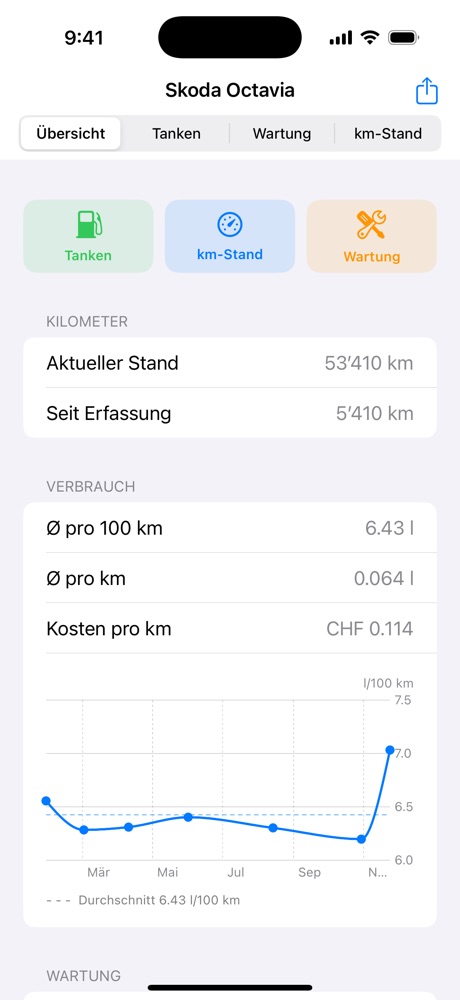 9:41
Skoda Octavia
Übersicht Tanken Wartung km-Stand
Tanken km-Stand Wartung
KILOMETER
Aktueller Stand 53’410 km
Seit Erfassung 5’410 km
VERBRAUCH
Ø pro 100 km 6.43 l
Ø pro km 0.064 l
Kosten pro km CHF 0.114
l/100 km
7.5
7.0
6.5
6.0
Mär Mai Jul Sep N...
--- Durchschnitt 6.43 l/100 km
WARTUNG